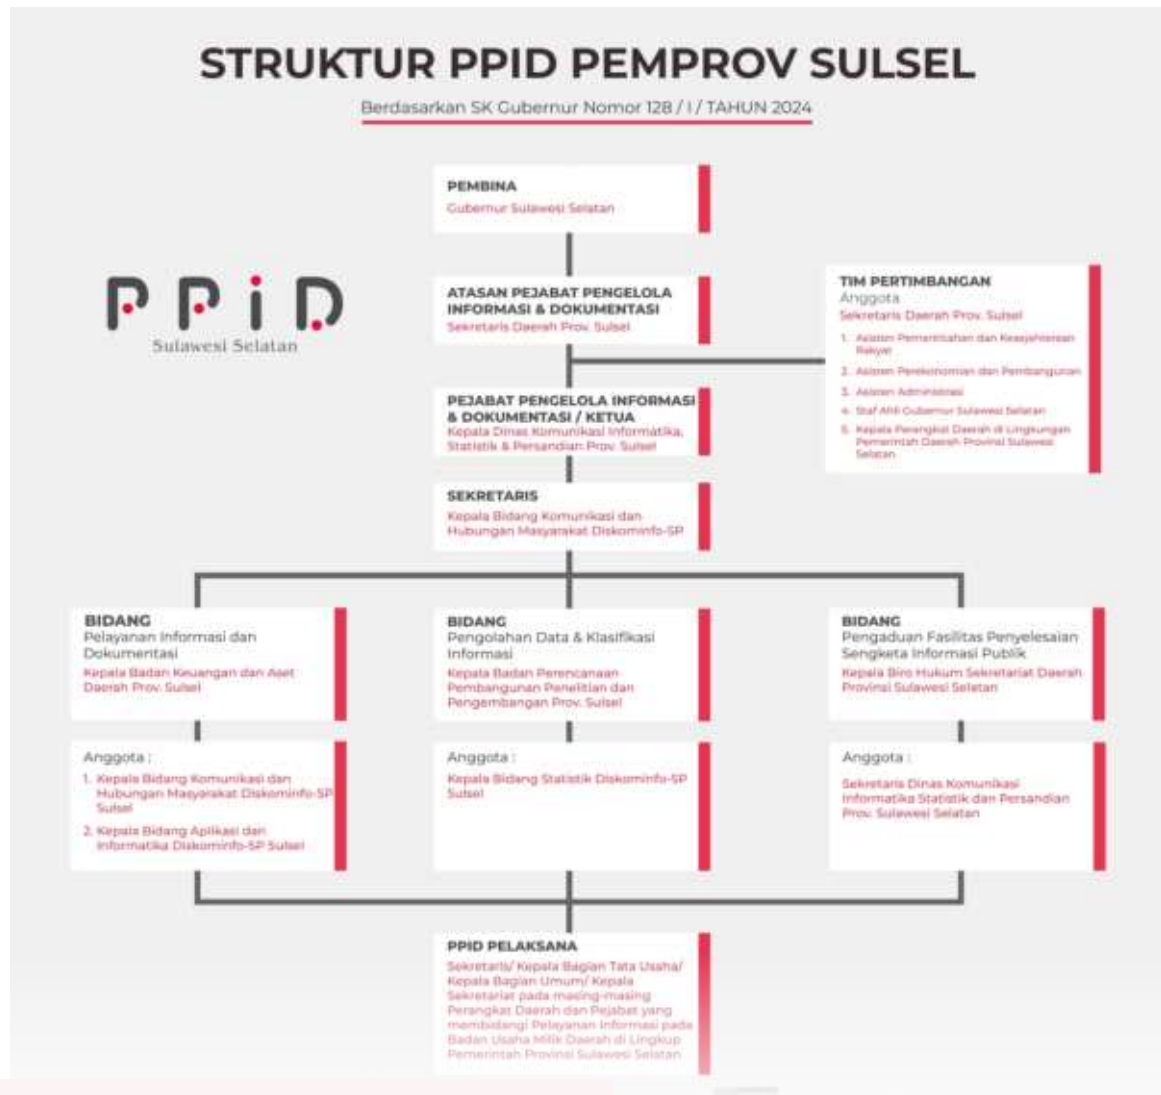 STRUKTUR PPID PEMPROV SULSEL
Berdasarkan SK Gubernur Nomor 128 / I / TAHUN 2024
PEMBINA
Gubernur Sulawesi Selatan
PPiD
Sulawesi Selatan
ATASAN PEJABAT PENGELOLA
INFORMASI & DOKUMENTASI
Sekretaris Daerah Prov. Sulsel
TIM PERTIMBANGAN
Anggota
Sekretaris Daerah Prov. Sulsel
1. Asisten Pemerintahan dan Kesejahteraan
Rakyat
2. Asisten Perekonomian dan Pembangunan
3. Asisten Administrasi
4. Staf Ahli Gubernur Sulawesi Selatan
5. Kepala Perangkat Daerah di Lingkungan
Pemerintah Daerah Provinsi Sulawesi
Selatan
PEJABAT PENGELOLA INFORMASI
& DOKUMENTASI / KETUA
Kepala Dinas Komunikasi Informatika,
Statistik & Persandian Prov. Sulsel
SEKRETARIS
Kepala Bidang Komunikasi dan
Hubungan Masyarakat Diskominfo-SP
BIDANG
Pelayanan Informasi dan
Dokumentasi
Kepala Badan Keuangan dan Aset
Daerah Prov. Sulsel
BIDANG
Pengolahan Data & Klasifikasi
Informasi
Kepala Badan Perencanaan
Pembangunan Penelitian dan
Pengembangan Prov. Sulsel
BIDANG
Pengaduan Fasilitas Penyelesaian
Sengketa Informasi Publik
Kepala Biro Hukum Sekretariat Daerah
Provinsi Sulawesi Selatan
Anggota :
1. Kepala Bidang Komunikasi dan
Hubungan Masyarakat Diskominfo-SP
Sulsel
2. Kepala Bidang Aplikasi dan
Informatika Diskominfo-SP Sulsel
Anggota :
Kepala Bidang Statistik Diskominfo-SP
Sulsel
Anggota :
Sekretaris Dinas Komunikasi
Informatika Statistik dan Persandian
Prov. Sulawesi Selatan
PPID PELAKSANA
Sekretaris/ Kepala Bagian Tata Usaha/
Kepala Bagian Umum/ Kepala
Sekretariat pada masing-masing
Perangkat Daerah dan Pejabat yang
membidangi Pelayanan Informasi pada
Badan Usaha Milik Daerah di Lingkup
Pemerintah Provinsi Sulawesi Selatan